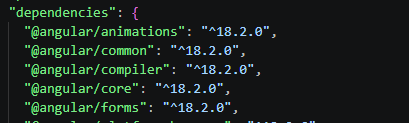 "dependencies": {
"@angular/animations": "^18.2.0",
"@angular/common": "^18.2.0",
"@angular/compiler": "^18.2.0",
"@angular/core": "^18.2.0",
"@angular/forms": "^18.2.0",